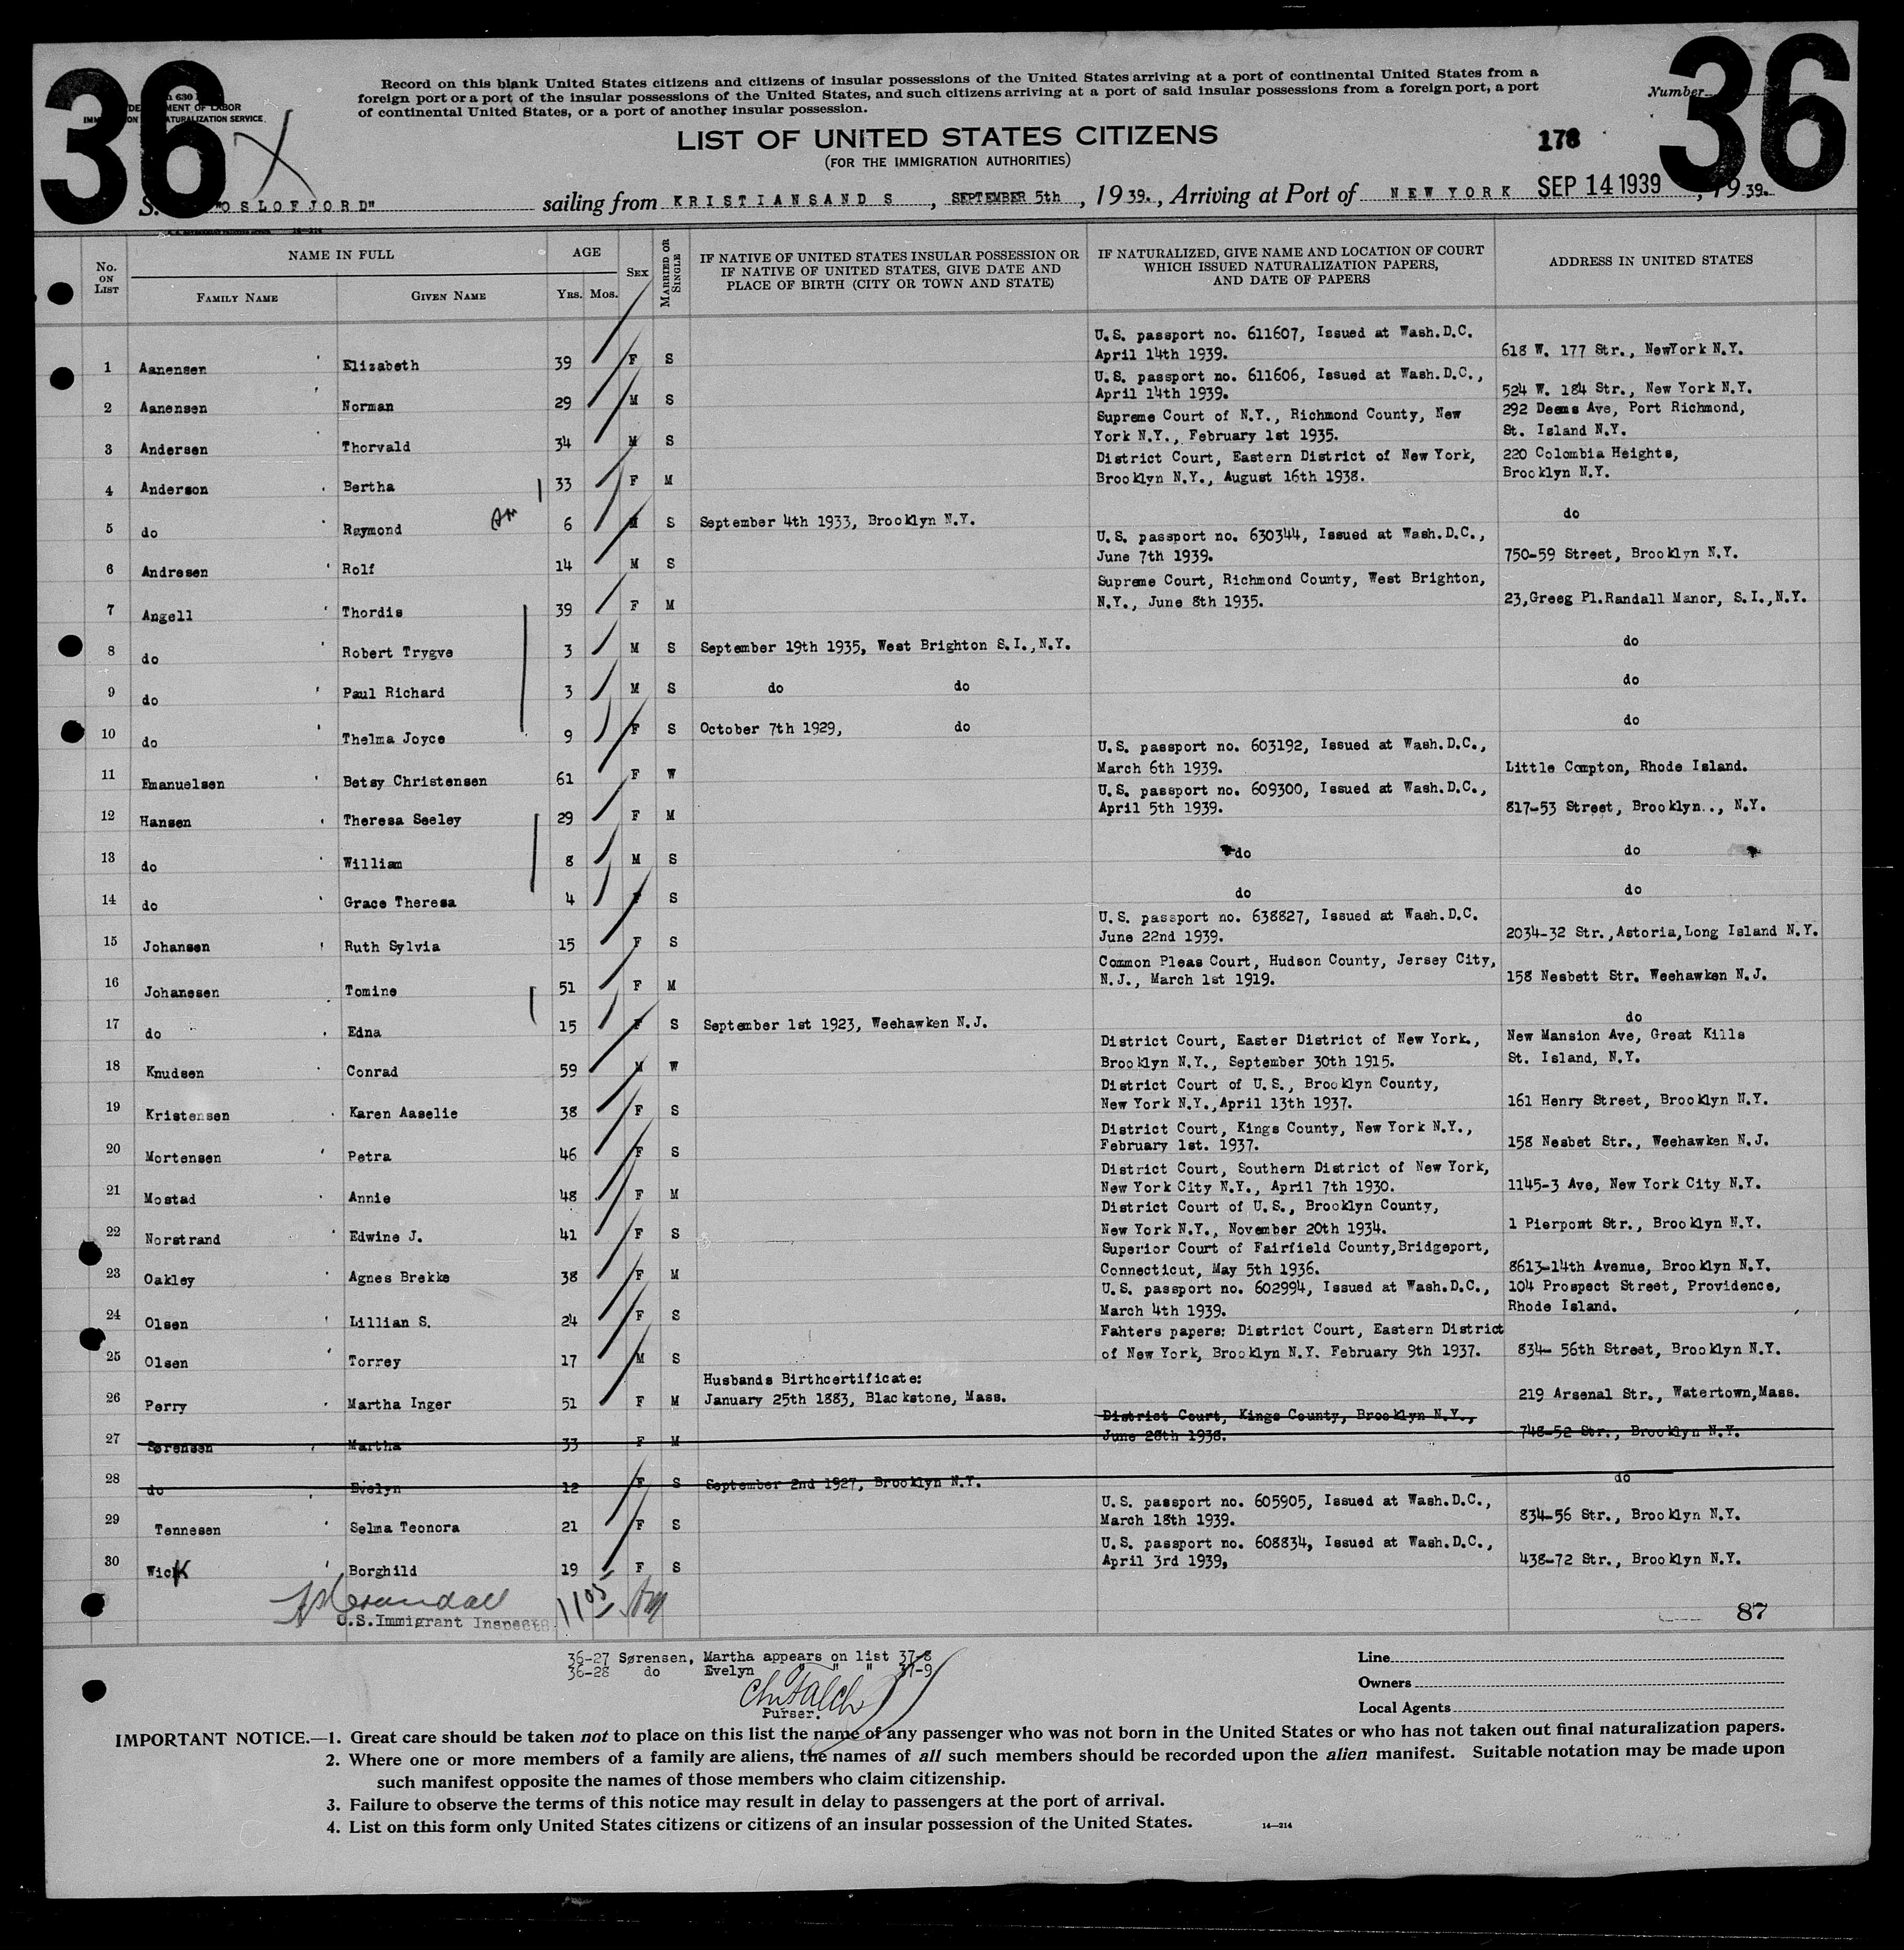 36
36
630
DEPARTMENT OF LABOR
IMMIGRATION NATURALIZATION SERVICE
Record on this blank United States citizens and citizens of insular possessions of the United States arriving at a port of continental United States from a
foreign port or a port of the insular possessions of the United States, and such citizens arriving at a port of said insular possessions from a foreign port, a port
of continental United States, or a port of another insular possession.
Number
LIST OF UNITED STATES CITIZENS
(FOR THE IMMIGRATION AUTHORITIES)
178
S. "OSLOFJORD" sailing from KRISTIANSAND S, SEPTEMBER 5th, 1939., Arriving at Port of NEW YORK SEP 14 1939, 1939.
No. ON LIST NAME IN FULL AGE SEX MARRIED OR SINGLE IF NATIVE OF UNITED STATES INSULAR POSSESSION OR IF NATIVE OF UNITED STATES, GIVE DATE AND PLACE OF BIRTH (CITY OR TOWN AND STATE) IF NATURALIZED, GIVE NAME AND LOCATION OF COURT WHICH ISSUED NATURALIZATION PAPERS, AND DATE OF PAPERS ADDRESS IN UNITED STATES
FAMILY NAME GIVEN NAME YRS. MOS.
1 Aanensen Elizabeth 39 F S U.S. passport no. 611607, Issued at Wash.D.C. April 14th 1939. 618 W. 177 Str., NewYork N.Y.
2 Aanensen Norman 29 M S U.S. passport no. 611606, Issued at Wash.D.C., April 14th 1939. 524 W. 184 Str., New York N.Y.
3 Andersen Thorvald 34 M S Supreme Court of N.Y., Richmond County, New York N.Y., February 1st 1935. 292 Deems Ave, Port Richmond, St. Island N.Y.
4 Anderson Bertha 33 F M District Court, Eastern District of New York, Brooklyn N.Y., August 16th 1938. 220 Colombia Heights, Brooklyn N.Y.
5 do Raymond 6 M S September 4th 1933, Brooklyn N.Y. do
6 Andresen Rolf 14 M S U.S. passport no. 630344, Issued at Wash.D.C., June 7th 1939. 750-59 Street, Brooklyn N.Y.
7 Angell Thordis 39 F M Supreme Court, Richmond County, West Brighton, N.Y., June 8th 1935. 23,Greeg Pl.Randall Manor, S.I.,N.Y.
8 do Robert Trygve 3 M S September 19th 1935, West Brighton S.I.,N.Y. do
9 do Paul Richard 3 M S do do do
10 do Thelma Joyce 9 F S October 7th 1929, do do
11 Emanuelsen Betsy Christensen 61 F W U.S. passport no. 603192, Issued at Wash.D.C., March 6th 1939. Little Compton, Rhode Island.
12 Hansen Theresa Seeley 29 F M U.S. passport no. 609300, Issued at Wash.D.C., April 5th 1939. 817-53 Street, Brooklyn.., N.Y.
13 do William 8 M S do do
14 do Grace Theresa 4 F S do do
15 Johansen Ruth Sylvia 15 F S U.S. passport no. 638827, Issued at Wash.D.C. June 22nd 1939. 2034-32 Str.,Astoria,Long Island N.Y.
16 Johanesen Tomine 51 F M Common Pleas Court, Hudson County, Jersey City, N.J., March 1st 1919. 158 Nesbett Str. Weehawken N.J.
17 do Edna 15 F S September 1st 1923, Weehawken N.J. do
18 Knudsen Conrad 59 M W District Court, Easter District of New York., Brooklyn N.Y., September 30th 1915. New Mansion Ave, Great Kills St. Island, N.Y.
19 Kristensen Karen Aaselie 38 F S District Court of U.S., Brooklyn County, New York N.Y.,April 13th 1937. 161 Henry Street, Brooklyn N.Y.
20 Mortensen Petra 46 F S District Court, Kings County, New York N.Y., February 1st. 1937. 158 Nesbet Str., Weehawken N.J.
21 Mostad Annie 48 F M District Court, Southern District of New York, New York City N.Y., April 7th 1930. 1145-3 Ave, New York City N.Y.
22 Norstrand Edwine J. 41 F S District Court of U.S., Brooklyn County, New York N.Y., November 20th 1934. 1 Pierpont Str., Brooklyn N.Y.
23 Oakley Agnes Brekke 38 F M Superior Court of Fairfield County,Bridgeport, Connecticut, May 5th 1936. 8613-14th Avenue, Brooklyn N.Y.
24 Olsen Lillian S. 24 F S U.S. passport no. 602994, Issued at Wash.D.C., March 4th 1939. 104 Prospect Street, Providence, Rhode Island.
25 Olsen Torrey 17 M S Fahters papers: District Court, Eastern District of New York, Brooklyn N.Y. February 9th 1937. 834- 56th Street, Brooklyn N.Y.
26 Perry Martha Inger 51 F M Husbands Birthcertificate: January 25th 1883, Blackstone, Mass. 219 Arsenal Str., Watertown,Mass.
27 Sørensen Martha 33 F M District Court, Kings County, Brooklyn N.Y., June 28th 1938. 748-52 Str., Brooklyn N.Y.
28 do Evelyn 12 F S September 2nd 1927, Brooklyn N.Y. do
29 Tennesen Selma Teonora 21 F S U.S. passport no. 605905, Issued at Wash.D.C., March 18th 1939. 834-56 Str., Brooklyn N.Y.
30 Wick Borghild 19 F S U.S. passport no. 608834, Issued at Wash.D.C., April 3rd 1939, 438-72 Str., Brooklyn N.Y.
U.S.Immigrant Inspector
87
36-27 Sørensen, Martha appears on list 37-8
36-28 do Evelyn " " " 37-9
Purser.
Line
Owners
Local Agents
IMPORTANT NOTICE.—1. Great care should be taken not to place on this list the name of any passenger who was not born in the United States or who has not taken out final naturalization papers.
2. Where one or more members of a family are aliens, the names of all such members should be recorded upon the alien manifest. Suitable notation may be made upon
such manifest opposite the names of those members who claim citizenship.
3. Failure to observe the terms of this notice may result in delay to passengers at the port of arrival.
4. List on this form only United States citizens or citizens of an insular possession of the United States.
14—214